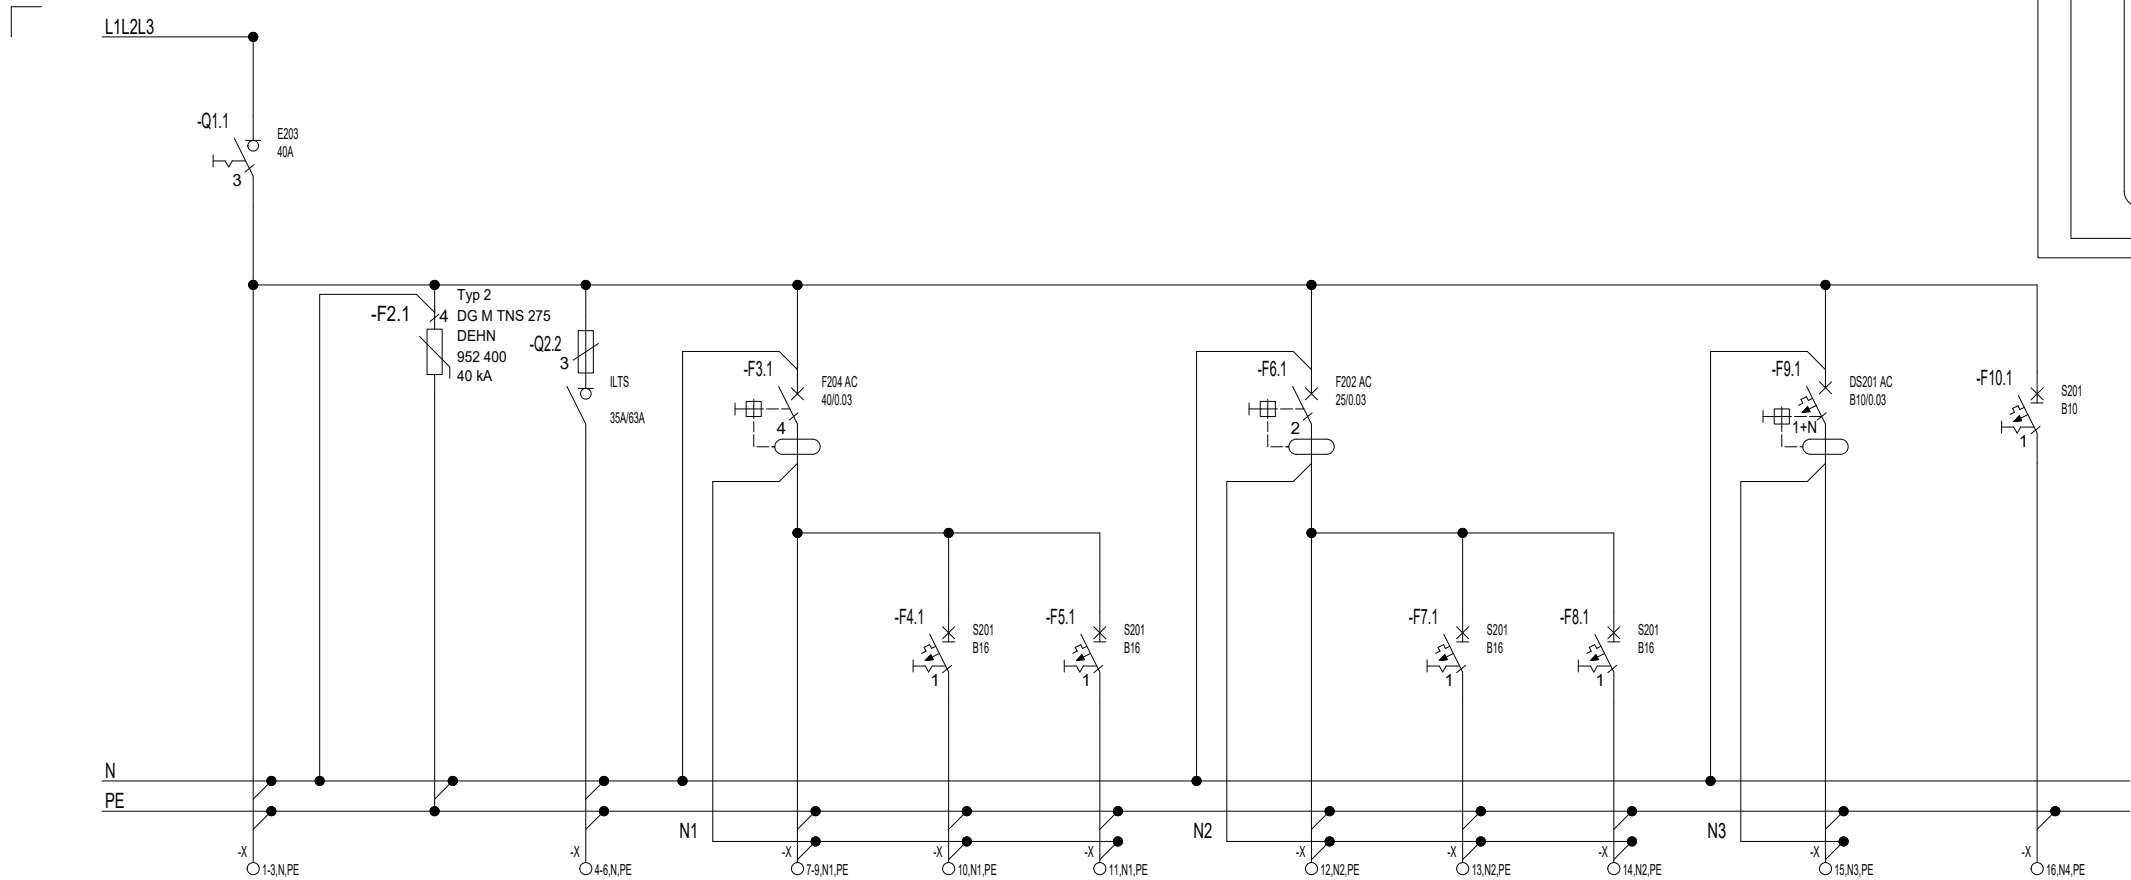 L1L2L3
-Q1.1
E203
40A
3
-F2.1
4
Typ 2
DG M TNS 275
DEHN
952 400
40 kA
-Q2.2
3
ILTS
35A/63A
-F3.1
F204 AC
40/0.03
4
-F6.1
F202 AC
25/0.03
2
-F9.1
DS201 AC
B10/0.03
1+N
-F10.1
S201
B10
1
-F4.1
S201
B16
1
-F5.1
S201
B16
1
-F7.1
S201
B16
1
-F8.1
S201
B16
1
N
PE
N1
N2
N3
-X
1-3,N,PE
-X
4-6,N,PE
-X
7-9,N1,PE
-X
10,N1,PE
-X
11,N1,PE
-X
12,N2,PE
-X
13,N2,PE
-X
14,N2,PE
-X
15,N3,PE
-X
16,N4,PE